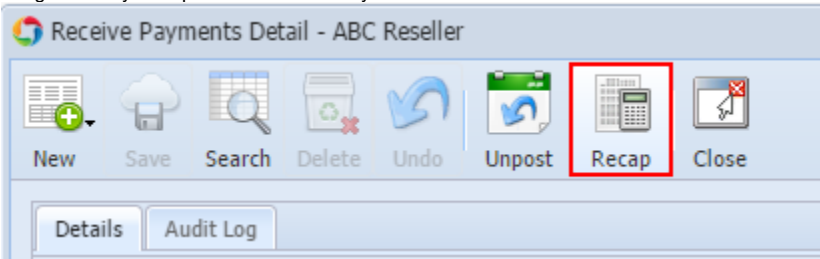 Receive Payments Detail - ABC Reseller
New Save Search Delete Undo Unpost Recap Close
Details Audit Log